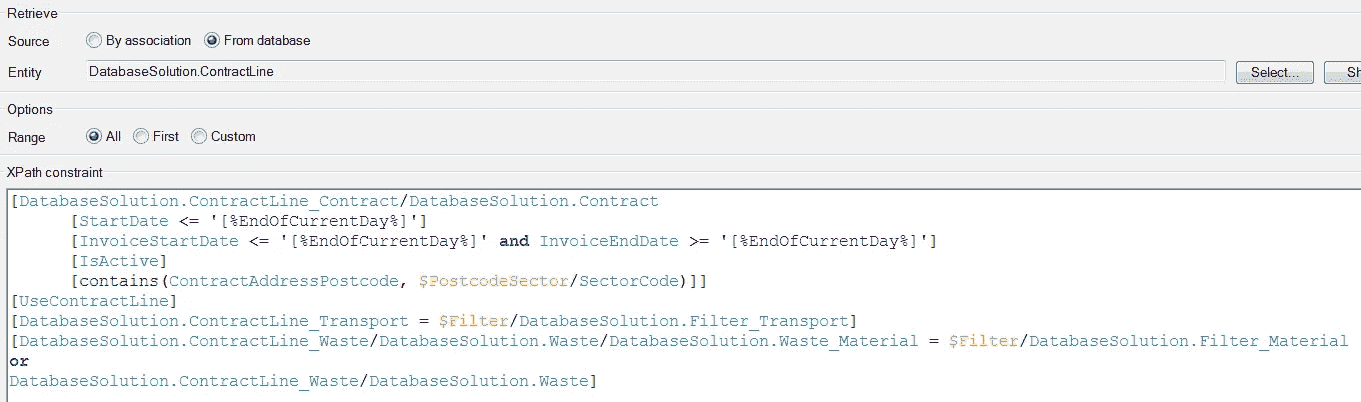 Retrieve
Source By association From database
Entity DatabaseSolution.ContractLine Select... Sh
Options
Range All First Custom
XPath constraint
[DatabaseSolution.ContractLine_Contract/DatabaseSolution.Contract
[StartDate <= '[%EndOfCurrentDay%]']
[InvoiceStartDate <= '[%EndOfCurrentDay%]' and InvoiceEndDate >= '[%EndOfCurrentDay%]']
[IsActive]
[contains(ContractAddressPostcode, $PostcodeSector/SectorCode)]]
[UseContractLine]
[DatabaseSolution.ContractLine_Transport = $Filter/DatabaseSolution.Filter_Transport]
[DatabaseSolution.ContractLine_Waste/DatabaseSolution.Waste/DatabaseSolution.Waste_Material = $Filter/DatabaseSolution.Filter_Material
or
DatabaseSolution.ContractLine_Waste/DatabaseSolution.Waste]